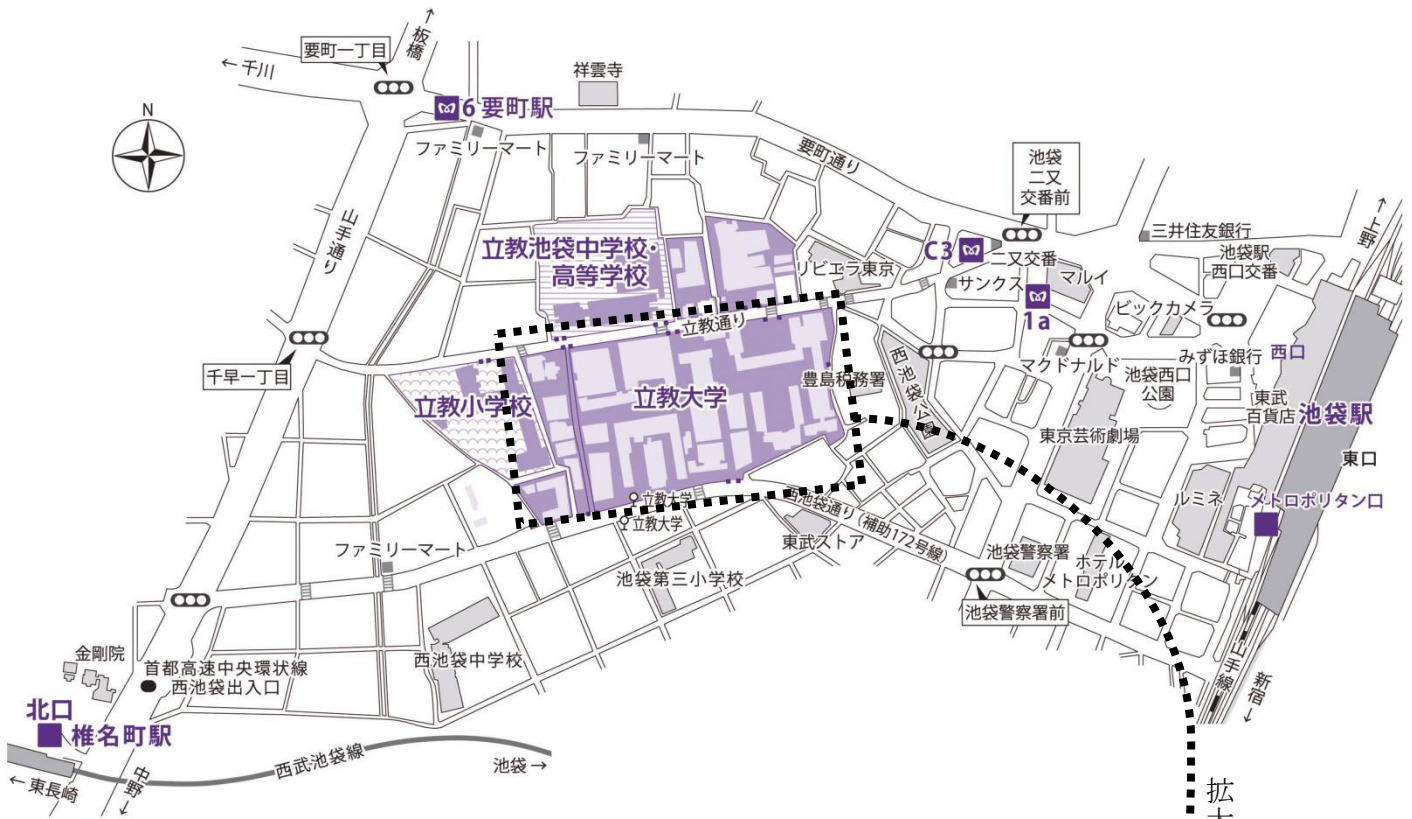 ↑板橋
要町一丁目
←千川
N
祥雲寺
6 要町駅
ファミリーマート
ファミリーマート
要町通り
池袋
二又
交番前
↑上野
三井住友銀行
C3
二又交番
池袋駅
西口交番
山手通り
立教池袋中学校・
高等学校
リビエラ東京
サンクス
マルイ
1a
ビックカメラ
立教通り
千早一丁目
マクドナルド
みずほ銀行
西口
立教小学校
立教大学
豊島税務署
西池袋公園
池袋西口
公園
東武
百貨店
池袋駅
東京芸術劇場
東口
立教大学
立教大学
西池袋通り(補助172号線)
ルミネ
メトロポリタン口
ファミリーマート
東武ストア
池袋警察署
ホテル
メトロポリタン
池袋第三小学校
池袋警察署前
金剛院
首都高速中央環状線
西池袋出入口
西池袋中学校
山手線
新宿↓
北口
椎名町駅
西武池袋線
池袋→
←東長崎
中野↓
拡